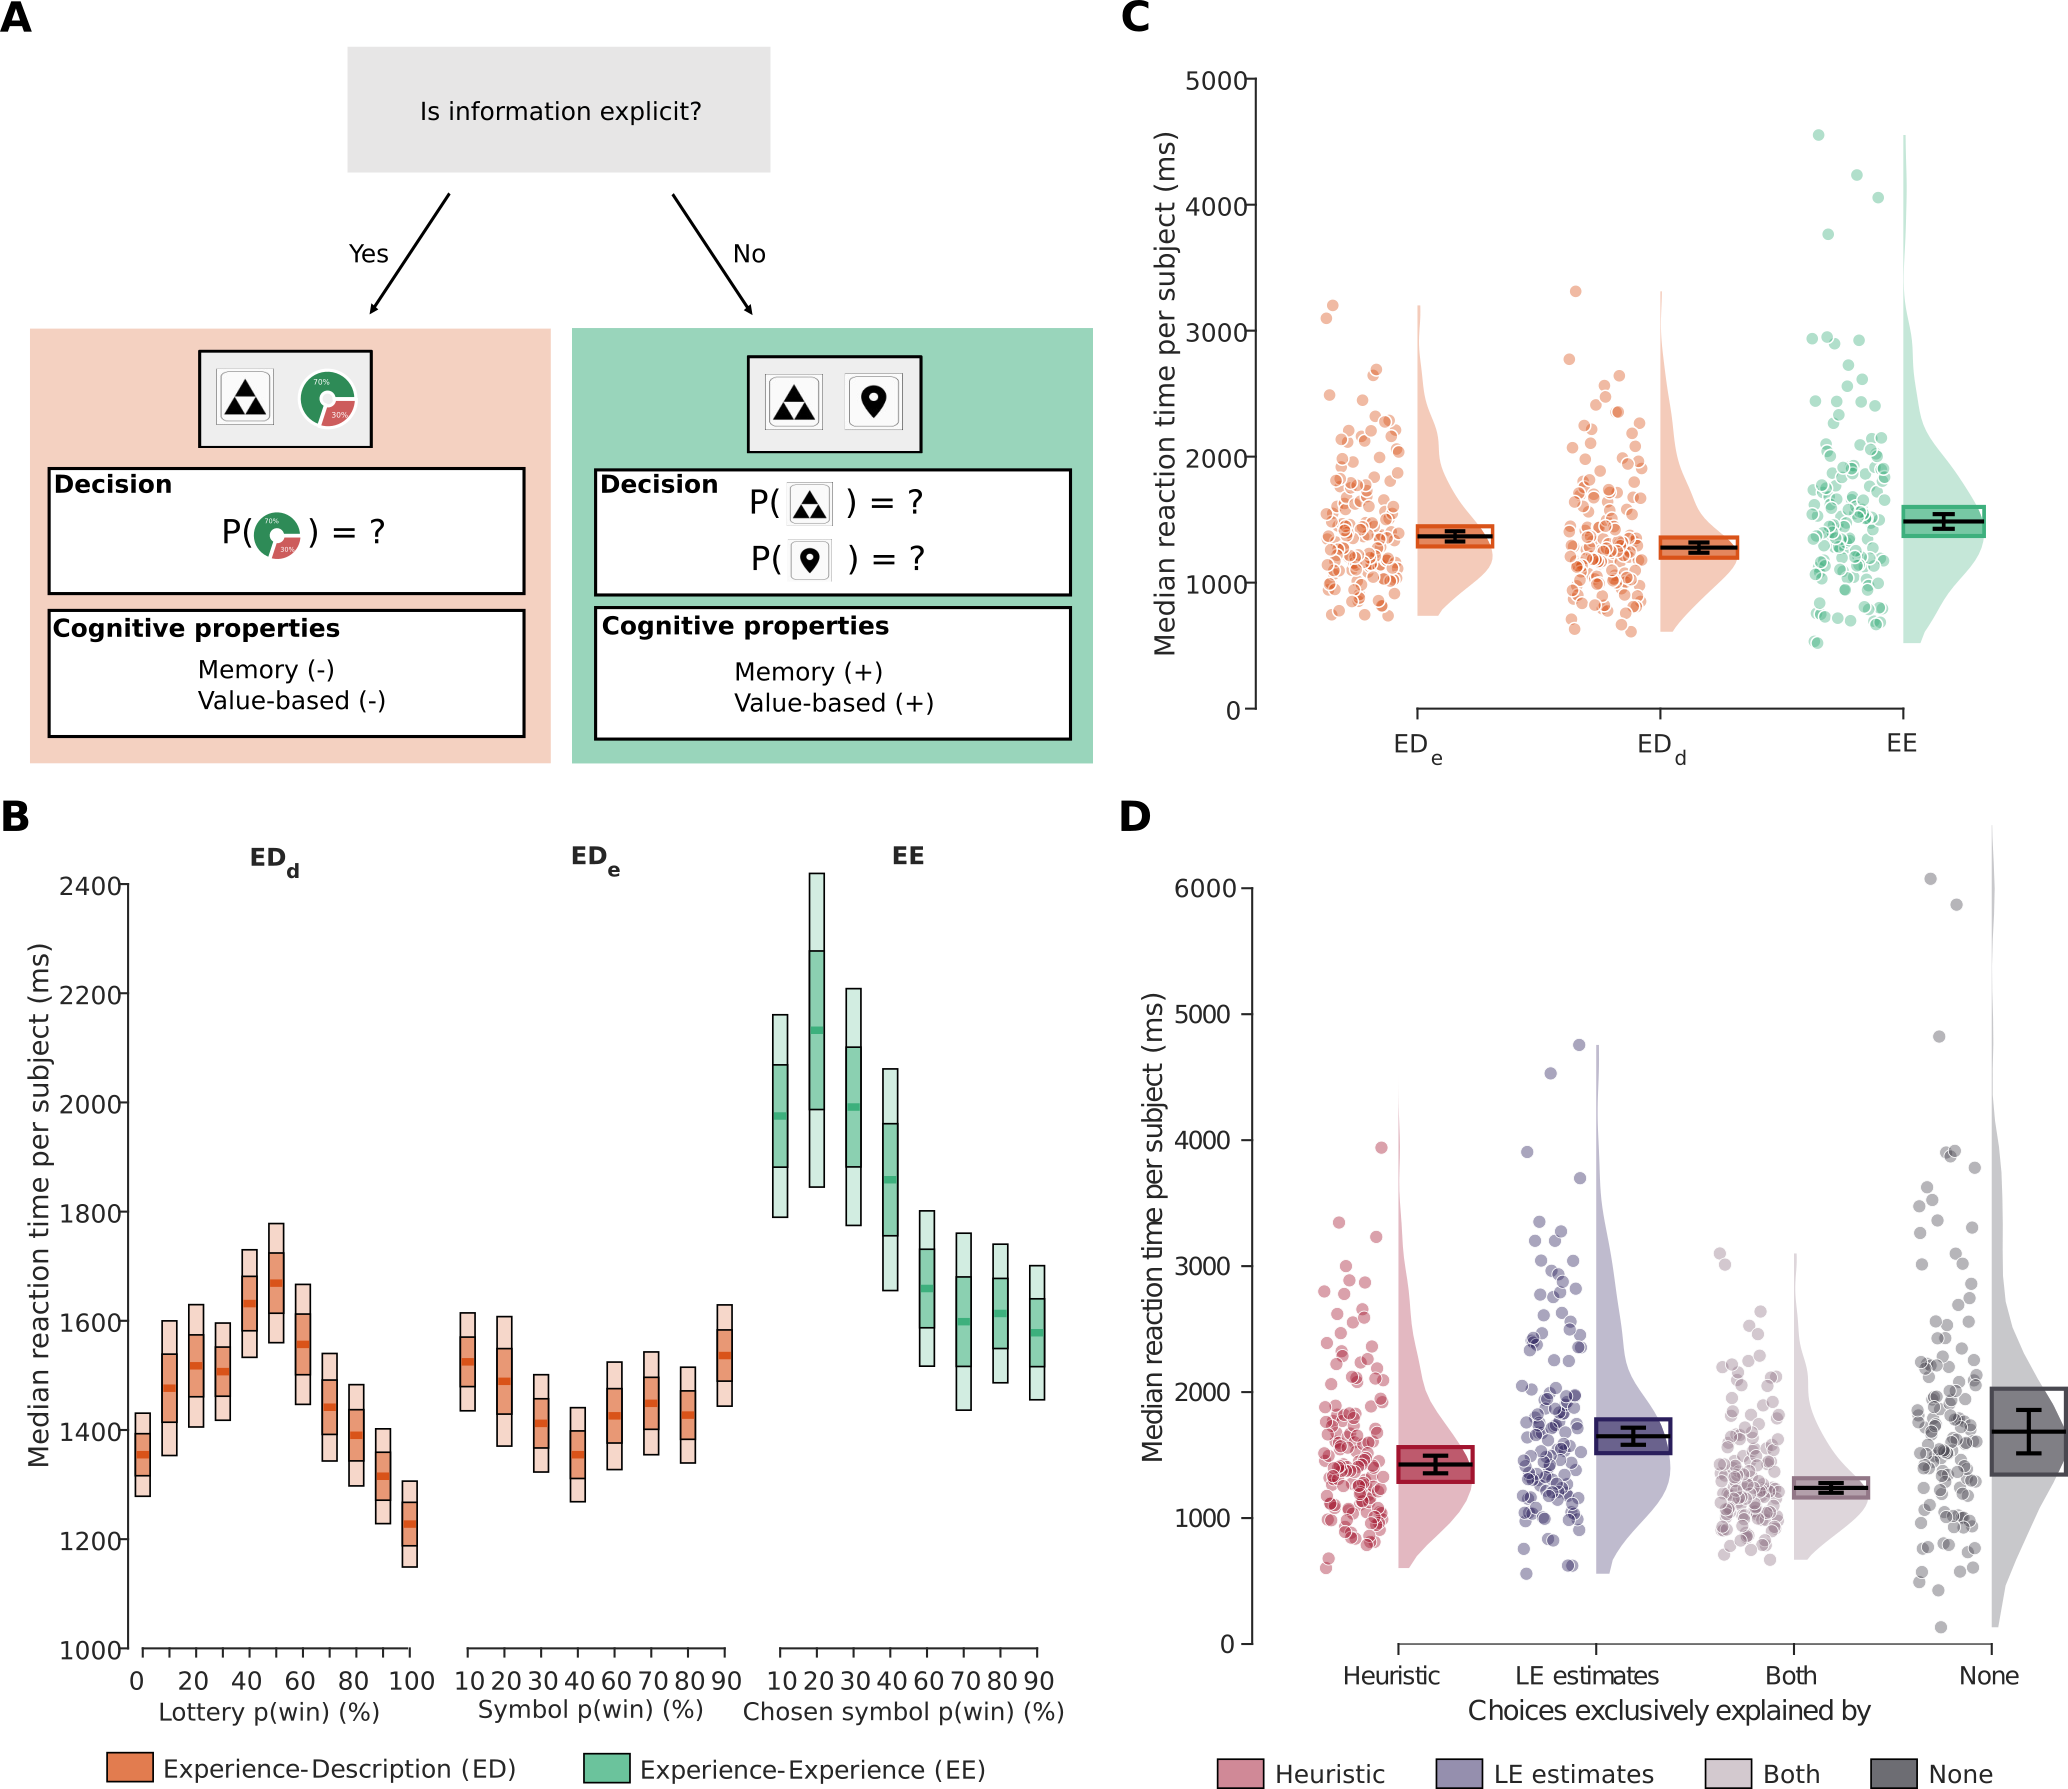 A
Is information explicit?
Yes
No
70%
30%
Decision
P( ) = ?
70%
30%
Cognitive properties
Memory (-)
Value-based (-)
Decision
P( ) = ?
P( ) = ?
Cognitive properties
Memory (+)
Value-based (+)
B
EDd
EDe
EE
Median reaction time per subject (ms)
2400
2200
2000
1800
1600
1400
1200
1000
0 20 40 60 80 100
Lottery p(win) (%)
10 20 30 40 60 70 80 90
Symbol p(win) (%)
10 20 30 40 60 70 80 90
Chosen symbol p(win) (%)
Experience-Description (ED)
Experience-Experience (EE)
C
Median reaction time per subject (ms)
5000
4000
3000
2000
1000
0
EDe
EDd
EE
D
Median reaction time per subject (ms)
6000
5000
4000
3000
2000
1000
0
Heuristic
LE estimates
Both
None
Choices exclusively explained by
Heuristic
LE estimates
Both
None